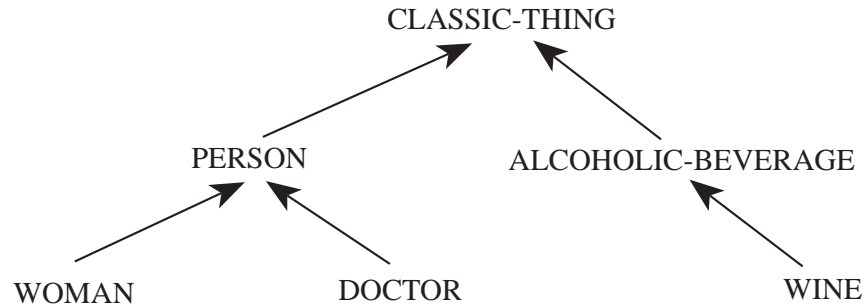 CLASSIC-THING
PERSON
ALCOHOLIC-BEVERAGE
WOMAN
DOCTOR
WINE